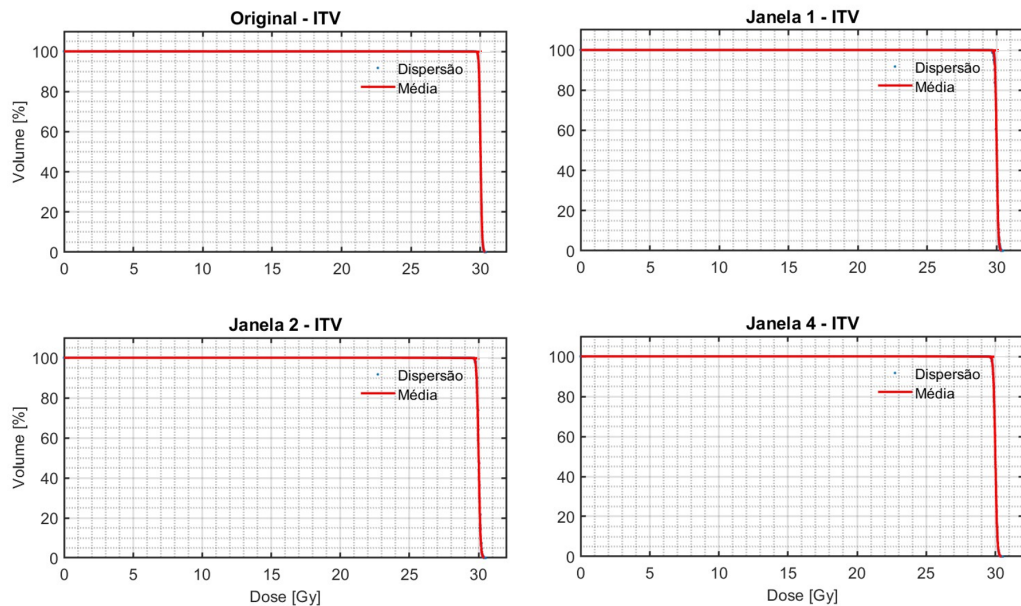 Original - ITV
100
80
60
40
20
0
Volume [%]
Dispersão
Média
0 5 10 15 20 25 30
Janela 1 - ITV
100
80
60
40
20
0
Dispersão
Média
0 5 10 15 20 25 30
Janela 2 - ITV
100
80
60
40
20
0
Volume [%]
Dispersão
Média
0 5 10 15 20 25 30
Dose [Gy]
Janela 4 - ITV
100
80
60
40
20
0
Dispersão
Média
0 5 10 15 20 25 30
Dose [Gy]